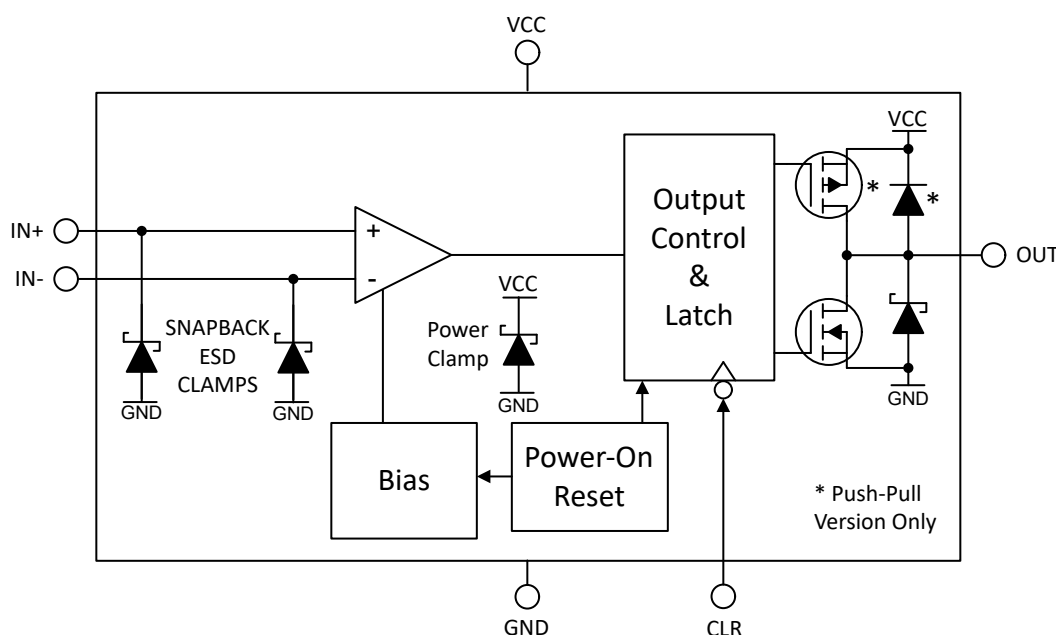 VCC
VCC
IN+
+
Output
Control
&
Latch
*
*
IN-
-
OUT
VCC
SNAPBACK
ESD
CLAMPS
Power
Clamp
GND
GND
GND
GND
Bias
Power-On
Reset
* Push-Pull
Version Only
GND
CLR